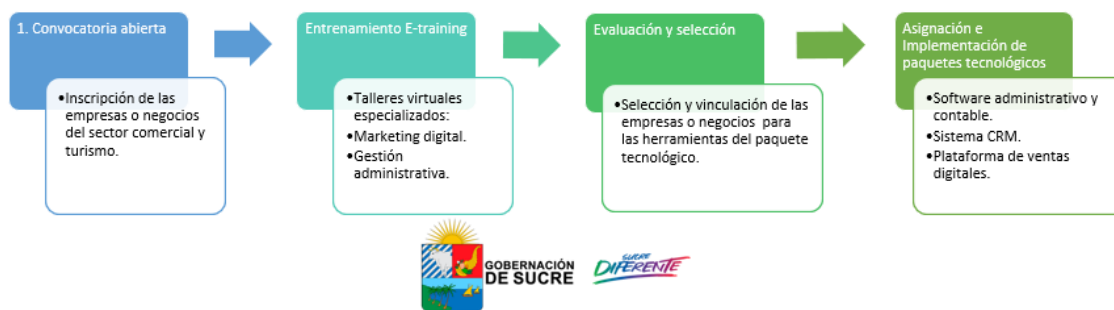 1. Convocatoria abierta
•Inscripción de las
empresas o negocios
del sector comercial y
turismo.
Entrenamiento E-training
•Talleres virtuales
especializados:
•Marketing digital.
•Gestión
administrativa.
Evaluación y selección
•Selección y vinculación de las
empresas o negocios  para
las herramientas del paquete
tecnológico.
Asignación e
Implementación de
paquetes tecnológicos
•Software administrativo y
contable.
•Sistema CRM.
•Plataforma de ventas
digitales.
GOBERNACIÓN
DE SUCRE
SUCRE
DIFERENTE